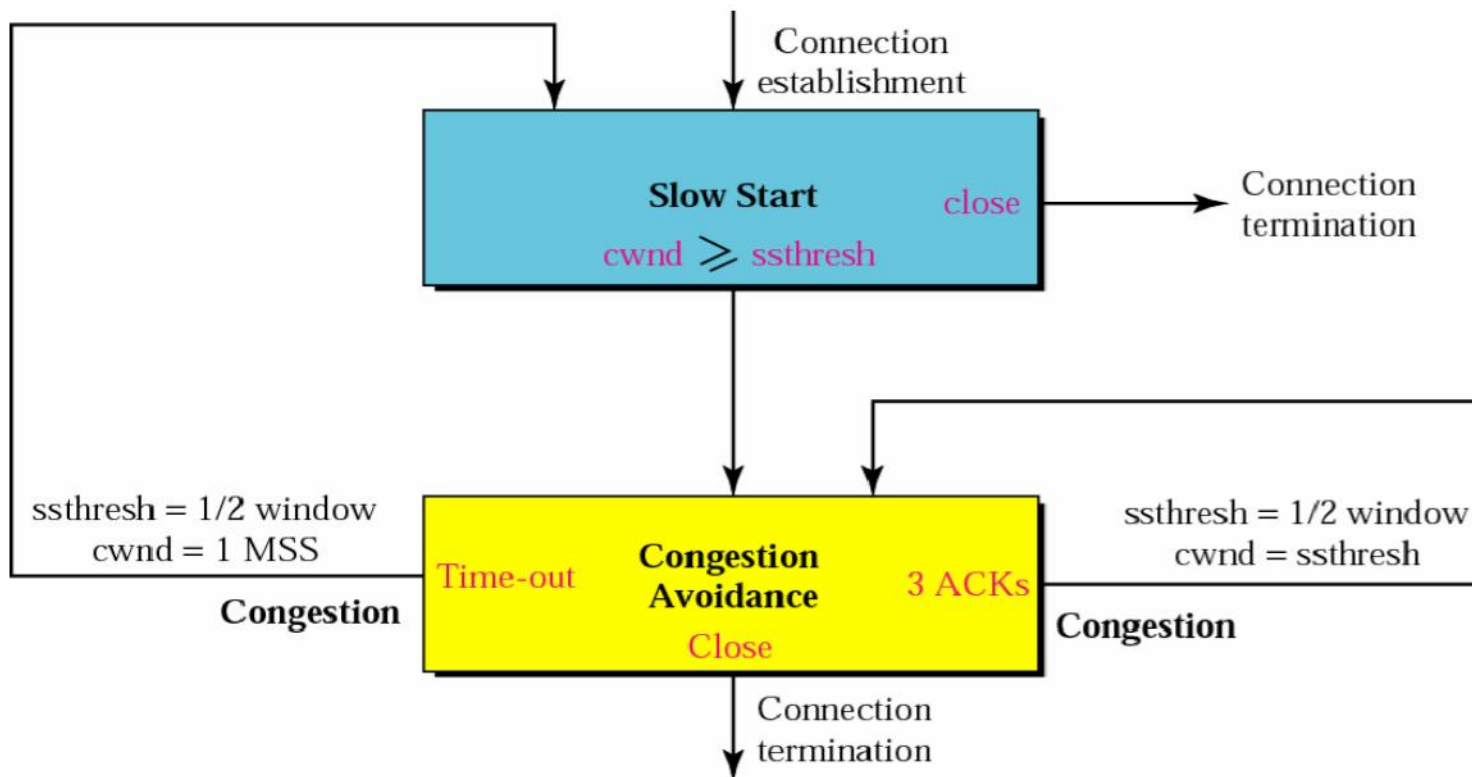 Connection
establishment
Slow Start
close
cwnd ⩾ ssthresh
Connection
termination
ssthresh = 1/2 window
cwnd = 1 MSS
Congestion
Time-out
Congestion
Avoidance
3 ACKs
Close
ssthresh = 1/2 window
cwnd = ssthresh
Congestion
Connection
termination